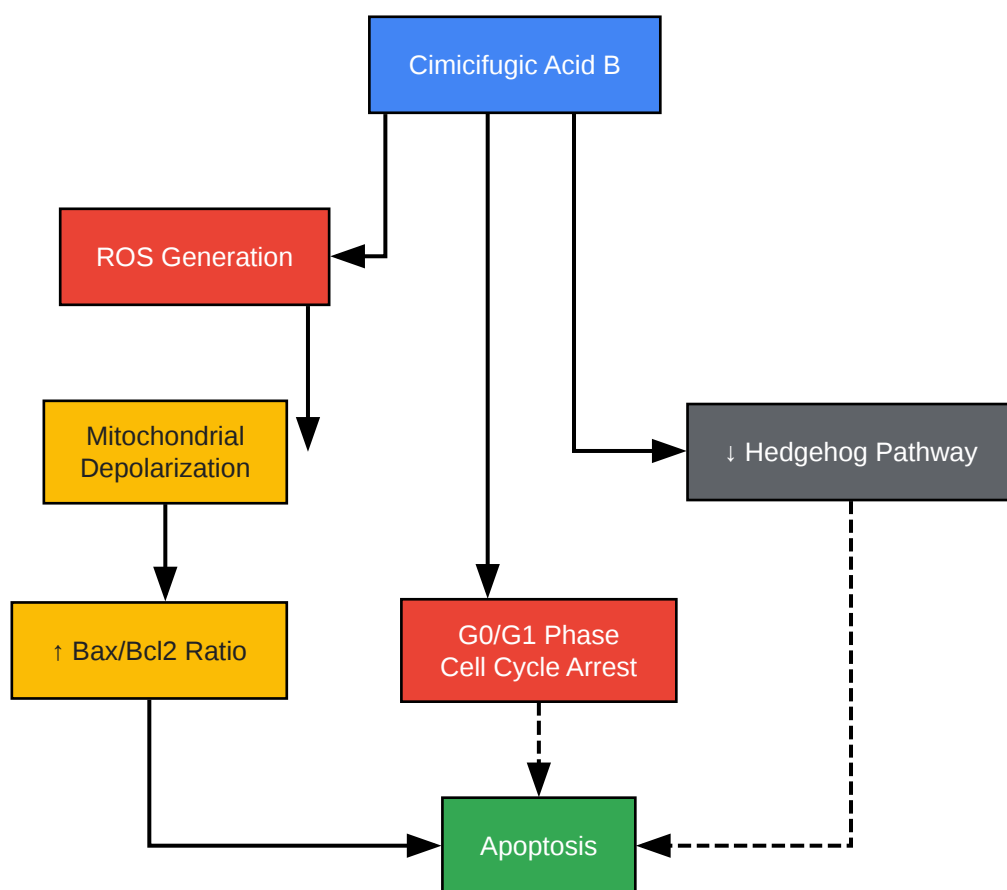 Cimicifugic Acid B
ROS Generation
Mitochondrial
Depolarization
↓ Hedgehog Pathway
↑ Bax/Bcl2 Ratio
G0/G1 Phase
Cell Cycle Arrest
Apoptosis